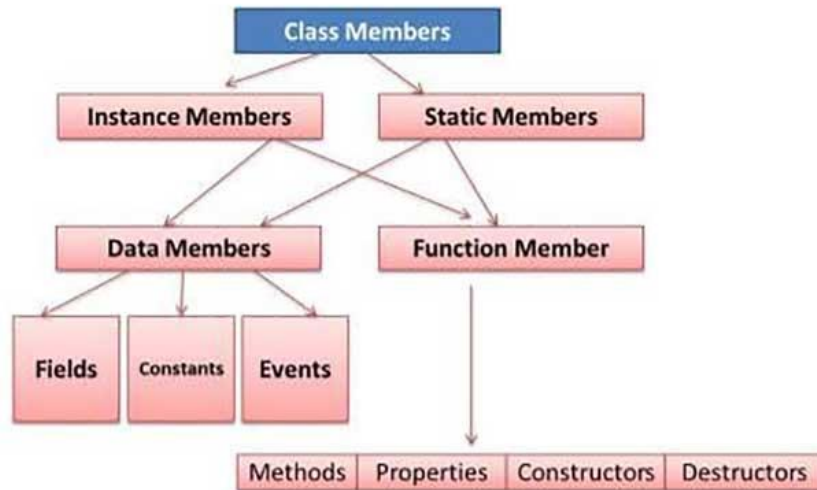 Class Members
Instance Members
Static Members
Data Members
Function Member
Fields
Constants
Events
Methods
Properties
Constructors
Destructors